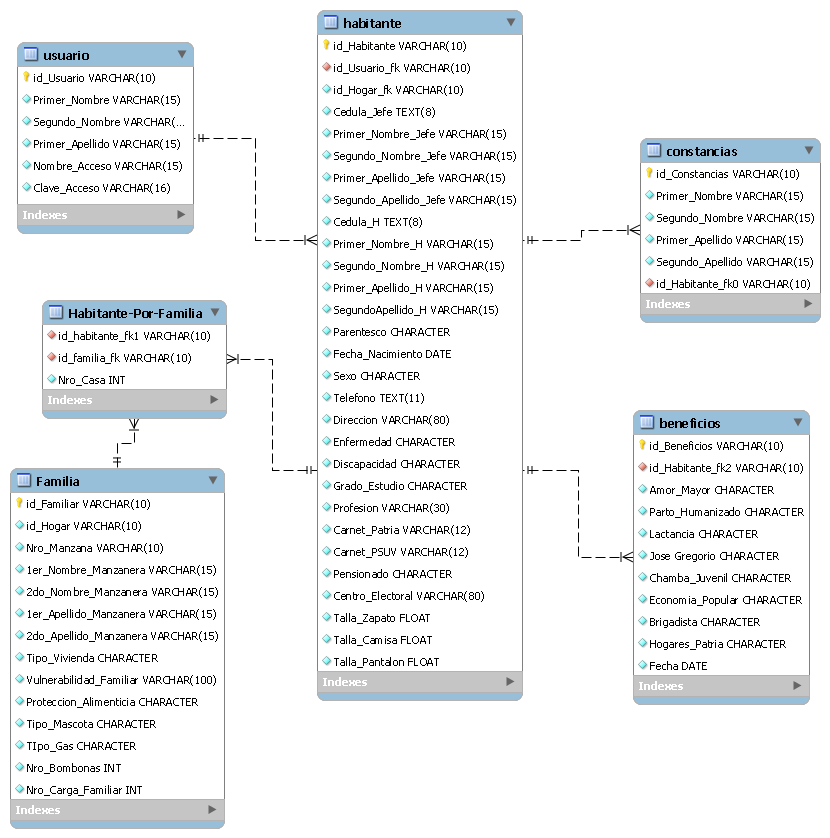 usuario
id_Usuario VARCHAR(10)
Primer_Nombre VARCHAR(15)
Segundo_Nombre VARCHAR(...
Primer_Apellido VARCHAR(15)
Nombre_Acceso VARCHAR(15)
Clave_Acceso VARCHAR(16)
Indexes
Habitante-Por-Familia
id_habitante_fk1 VARCHAR(10)
id_familia_fk VARCHAR(10)
Nro_Casa INT
Indexes
Familia
id_Familiar VARCHAR(10)
id_Hogar VARCHAR(10)
Nro_Manzana VARCHAR(10)
1er_Nombre_Manzanera VARCHAR(15)
2do_Nombre_Manzanera VARCHAR(15)
1er_Apellido_Manzanera VARCHAR(15)
2do_Apellido_Manzanera VARCHAR(15)
Tipo_Vivienda CHARACTER
Vulnerabilidad_Familiar VARCHAR(100)
Proteccion_Alimenticia CHARACTER
Tipo_Mascota CHARACTER
TIpo_Gas CHARACTER
Nro_Bombonas INT
Nro_Carga_Familiar INT
Indexes
habitante
id_Habitante VARCHAR(10)
id_Usuario_fk VARCHAR(10)
id_Hogar_fk VARCHAR(10)
Cedula_Jefe TEXT(8)
Primer_Nombre_Jefe VARCHAR(15)
Segundo_Nombre_Jefe VARCHAR(15)
Primer_Apellido_Jefe VARCHAR(15)
Segundo_Apellido_Jefe VARCHAR(15)
Cedula_H TEXT(8)
Primer_Nombre_H VARCHAR(15)
Segundo_Nombre_H VARCHAR(15)
Primer_Apellido_H VARCHAR(15)
SegundoApellido_H VARCHAR(15)
Parentesco CHARACTER
Fecha_Nacimiento DATE
Sexo CHARACTER
Telefono TEXT(11)
Direccion VARCHAR(80)
Enfermedad CHARACTER
Discapacidad CHARACTER
Grado_Estudio CHARACTER
Profesion VARCHAR(30)
Carnet_Patria VARCHAR(12)
Carnet_PSUV VARCHAR(12)
Pensionado CHARACTER
Centro_Electoral VARCHAR(80)
Talla_Zapato FLOAT
Talla_Camisa FLOAT
Talla_Pantalon FLOAT
Indexes
constancias
id_Constancias VARCHAR(10)
Primer_Nombre VARCHAR(15)
Segundo_Nombre VARCHAR(15)
Primer_Apellido VARCHAR(15)
Segundo_Apellido VARCHAR(15)
id_Habitante_fk0 VARCHAR(10)
Indexes
beneficios
id_Beneficios VARCHAR(10)
id_Habitante_fk2 VARCHAR(10)
Amor_Mayor CHARACTER
Parto_Humanizado CHARACTER
Lactancia CHARACTER
Jose Gregorio CHARACTER
Chamba_Juvenil CHARACTER
Economia_Popular CHARACTER
Brigadista CHARACTER
Hogares_Patria CHARACTER
Fecha DATE
Indexes